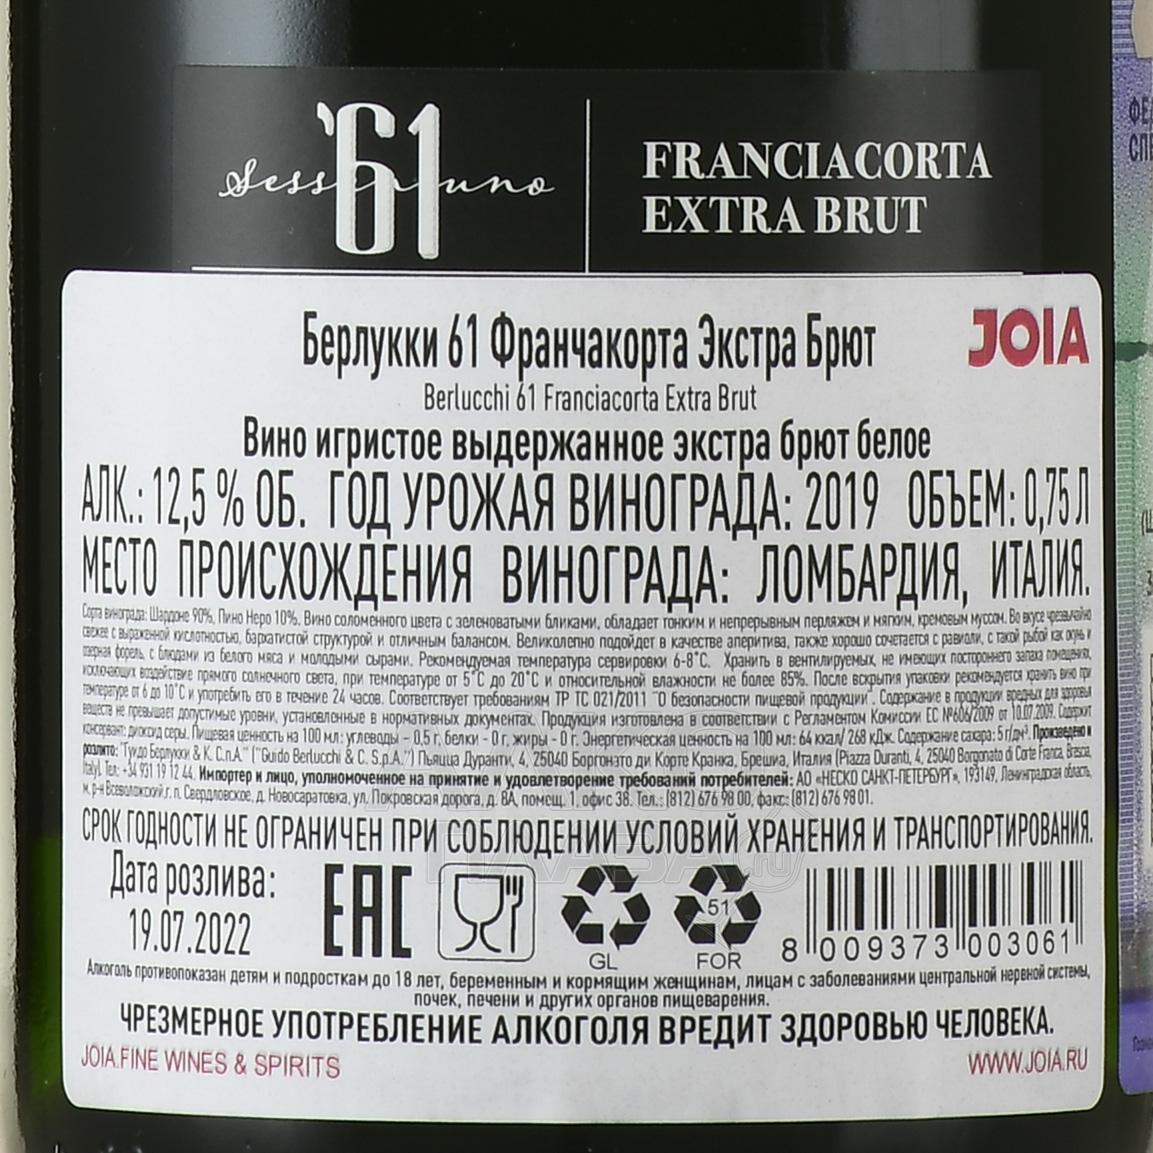 '61
Sessantuno
FRANCIACORTA
EXTRA BRUT
Берлукки 61 Франчакорта Экстра Брют
JOIA
Berlucchi 61 Franciacorta Extra Brut
Вино игристое выдержанное экстра брют белое
АЛК.: 12,5 % ОБ. ГОД УРОЖАЯ ВИНОГРАДА: 2019 ОБЪЕМ: 0,75 Л
МЕСТО ПРОИСХОЖДЕНИЯ ВИНОГРАДА: ЛОМБАРДИЯ, ИТАЛИЯ.
Сорта винограда: Шардоне 90%, Пино Неро 10%. Вино соломенного цвета с зеленоватыми бликами, обладает тонким и непрерывным перляжем и мягким, кремовым муссом. Во вкусе чрезвычайно
свежее с выраженной кислотностью, бархатистой структурой и отличным балансом. Великолепно подойдет в качестве аперитива, также хорошо сочетается с равиоли, с такой рыбой как окунь и
озерная форель, с блюдами из белого мяса и молодыми сырами. Рекомендуемая температура сервировки 6-8°С. Хранить в вентилируемых, не имеющих постороннего запаха помещениях,
исключающих воздействие прямого солнечного света, при температуре от 5°С до 20°С и относительной влажности не более 85%. После вскрытия упаковки рекомендуется хранить вино при
температуре от 6 до 10°С и употребить его в течение 24 часов. Соответствует требованиям ТР ТС 021/2011 "О безопасности пищевой продукции". Содержание в продукции вредных для здоровья
веществ не превышает допустимые уровни, установленные в нормативных документах. Продукция изготовлена в соответствии с Регламентом Комиссии ЕС №606/2009 от 10.07.2009. Содержит
консервант: диоксид серы. Пищевая ценность на 100 мл: углеводы – 0,5 г, белки - 0 г, жиры - 0 г. Энергетическая ценность на 100 мл: 64 ккал/ 268 кДж. Содержание сахара: 5 г/дм³. Произведено и
розлито: "Гуидо Берлукки & К. С.п.А." ("Guido Berlucchi & C. S.p.A.") Пьяцца Дуранти, 4, 25040 Боргонэто ди Корте Кранка, Брешиа, Италия (Piazza Duranti, 4, 25040 Borgonato di Corte Franca, Brescia,
Italy). Тел.: +34 931 19 12 44. Импортер и лицо, уполномоченное на принятие и удовлетворение требований потребителей: АО «НЕСКО САНКТ-ПЕТЕРБУРГ», 193149, Ленинградская область,
м. р-н Всеволожский,г. п. Свердловское, д. Новосаратовка, ул. Покровская дорога, д. 8А, помещ. 1, офис 38. Тел.: (812) 676 98 00, факс: (812) 676 98 01.
СРОК ГОДНОСТИ НЕ ОГРАНИЧЕН ПРИ СОБЛЮДЕНИИ УСЛОВИЙ ХРАНЕНИЯ И ТРАНСПОРТИРОВАНИЯ.
Дата розлива:
19.07.2022
EAC
GL
51
FOR
8 009373 003061
Алкоголь противопоказан детям и подросткам до 18 лет, беременным и кормящим женщинам, лицам с заболеваниями центральной нервной системы,
почек, печени и других органов пищеварения.
ЧРЕЗМЕРНОЕ УПОТРЕБЛЕНИЕ АЛКОГОЛЯ ВРЕДИТ ЗДОРОВЬЮ ЧЕЛОВЕКА.
JOIA.FINE WINES & SPIRITS
WWW.JOIA.RU
ФЕД
СПЕ